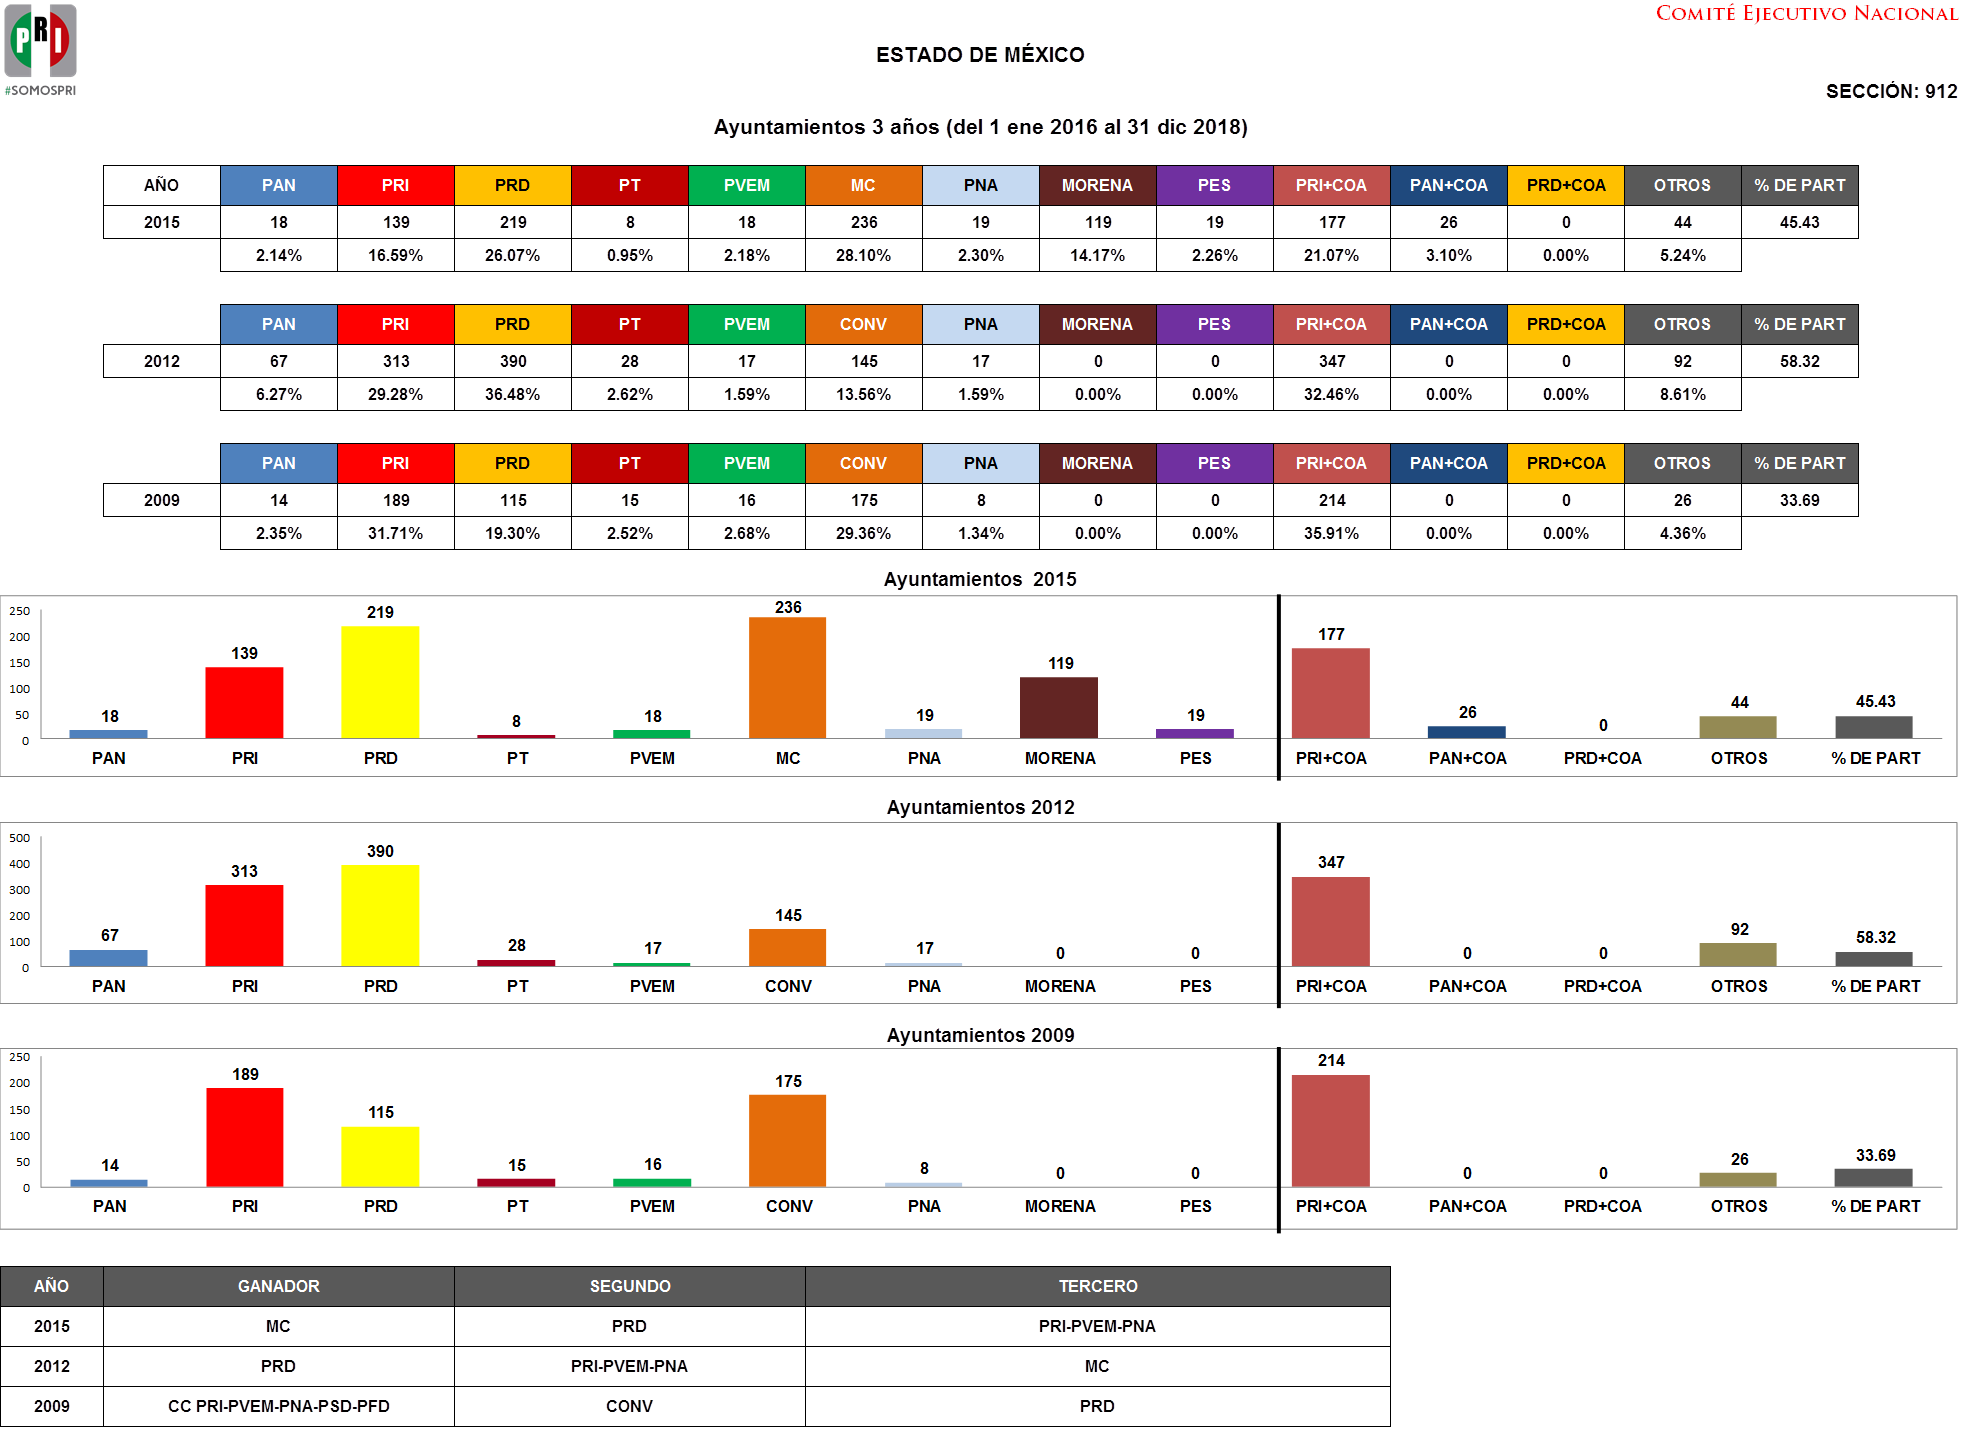 PRI
#SOMOSPRI
COMITÉ EJECUTIVO NACIONAL
ESTADO DE MÉXICO
SECCIÓN: 912
Ayuntamientos 3 años (del 1 ene 2016 al 31 dic 2018)
AÑO PAN PRI PRD PT PVEM MC PNA MORENA PES PRI+COA PAN+COA PRD+COA OTROS % DE PART
2015 18 139 219 8 18 236 19 119 19 177 26 0 44 45.43
2.14% 16.59% 26.07% 0.95% 2.18% 28.10% 2.30% 14.17% 2.26% 21.07% 3.10% 0.00% 5.24%
PAN PRI PRD PT PVEM CONV PNA MORENA PES PRI+COA PAN+COA PRD+COA OTROS % DE PART
2012 67 313 390 28 17 145 17 0 0 347 0 0 92 58.32
6.27% 29.28% 36.48% 2.62% 1.59% 13.56% 1.59% 0.00% 0.00% 32.46% 0.00% 0.00% 8.61%
PAN PRI PRD PT PVEM CONV PNA MORENA PES PRI+COA PAN+COA PRD+COA OTROS % DE PART
2009 14 189 115 15 16 175 8 0 0 214 0 0 26 33.69
2.35% 31.71% 19.30% 2.52% 2.68% 29.36% 1.34% 0.00% 0.00% 35.91% 0.00% 0.00% 4.36%
Ayuntamientos 2015
250
200
150
100
50
0
18 139 219 8 18 236 19 119 19 177 26 0 44 45.43
PAN PRI PRD PT PVEM MC PNA MORENA PES PRI+COA PAN+COA PRD+COA OTROS % DE PART
Ayuntamientos 2012
500
400
300
200
100
0
67 313 390 28 17 145 17 0 0 347 0 0 92 58.32
PAN PRI PRD PT PVEM CONV PNA MORENA PES PRI+COA PAN+COA PRD+COA OTROS % DE PART
Ayuntamientos 2009
250
200
150
100
50
0
14 189 115 15 16 175 8 0 0 214 0 0 26 33.69
PAN PRI PRD PT PVEM CONV PNA MORENA PES PRI+COA PAN+COA PRD+COA OTROS % DE PART
AÑO GANADOR SEGUNDO TERCERO
2015 MC PRD PRI-PVEM-PNA
2012 PRD PRI-PVEM-PNA MC
2009 CC PRI-PVEM-PNA-PSD-PFD CONV PRD